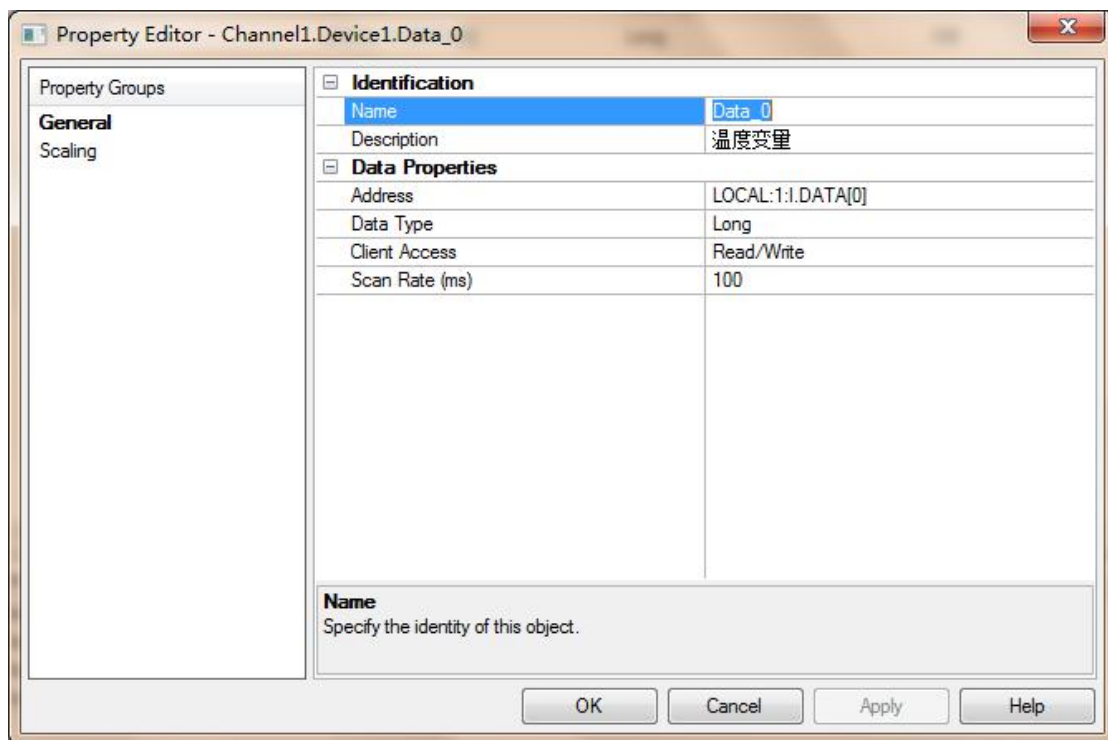 Property Editor - Channel1.Device1.Data_0
Property Groups
General
Scaling
Identification
Name Data_0
Description 温度变量
Data Properties
Address LOCAL:1:I.DATA[0]
Data Type Long
Client Access Read/Write
Scan Rate (ms) 100
Name
Specify the identity of this object.
OK Cancel Apply Help